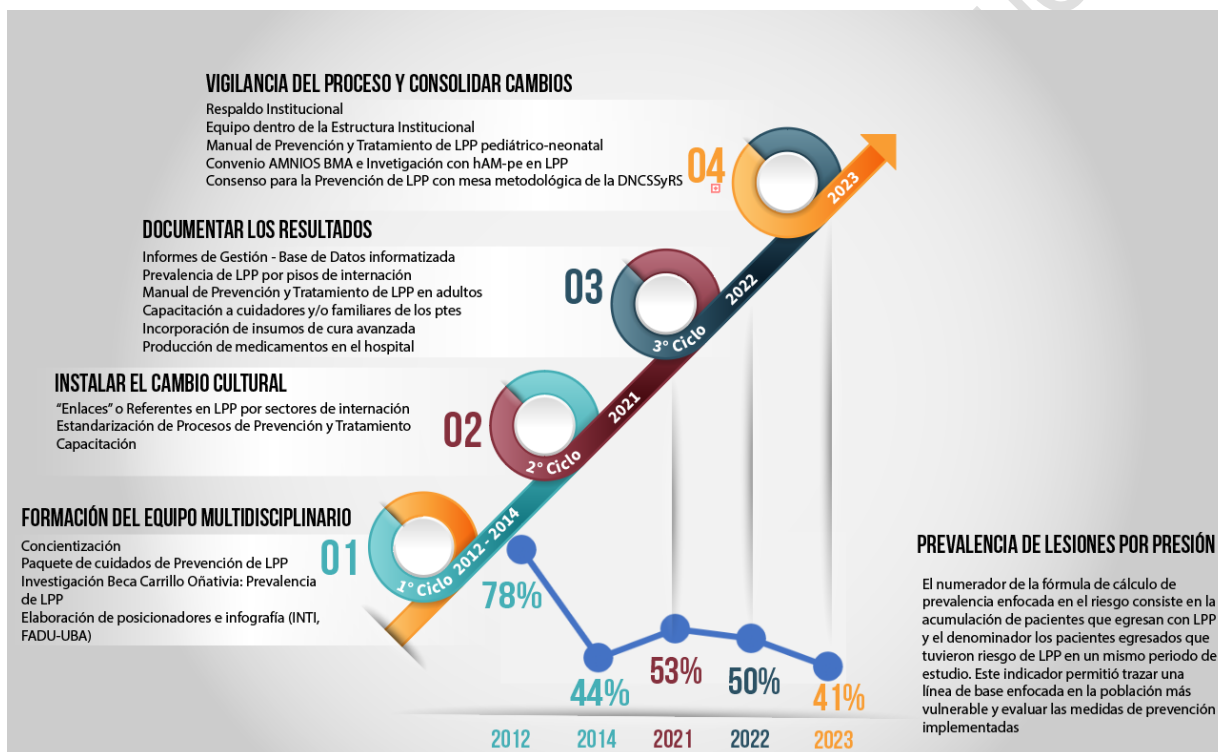 VIGILANCIA DEL PROCESO Y CONSOLIDAR CAMBIOS
Respaldo Institucional
Equipo dentro de la Estructura Institucional
Manual de Prevención y Tratamiento de LPP pediátrico-neonatal
Convenio AMNIOS BMA e Invetigación con hAM-pe en LPP
Consenso para la Prevención de LPP con mesa metodológica de la DNCSSyRS
04
2023
DOCUMENTAR LOS RESULTADOS
Informes de Gestión - Base de Datos informatizada
Prevalencia de LPP por pisos de internación
Manual de Prevención y Tratamiento de LPP en adultos
Capacitación a cuidadores y/o familiares de los ptes
Incorporación de insumos de cura avanzada
Producción de medicamentos en el hospital
03
3° Ciclo
2022
INSTALAR EL CAMBIO CULTURAL
“Enlaces” o Referentes en LPP por sectores de internación
Estandarización de Procesos de Prevención y Tratamiento
Capacitación
02
2° Ciclo
2021
FORMACIÓN DEL EQUIPO MULTIDISCIPLINARIO
Concientización
Paquete de cuidados de Prevención de LPP
Investigación Beca Carrillo Oñativia: Prevalencia
de LPP
Elaboración de posicionadores e infografía (INTI,
FADU-UBA)
01
1° Ciclo 2012 - 2014
78%
44%
53%
50%
41%
2012 2014 2021 2022 2023
PREVALENCIA DE LESIONES POR PRESIÓN
El numerador de la fórmula de cálculo de
prevalencia enfocada en el riesgo consiste en la
acumulación de pacientes que egresan con LPP
y el denominador los pacientes egresados que
tuvieron riesgo de LPP en un mismo periodo de
estudio. Este indicador permitió trazar una
línea de base enfocada en la población más
vulnerable y evaluar las medidas de prevención
implementadas